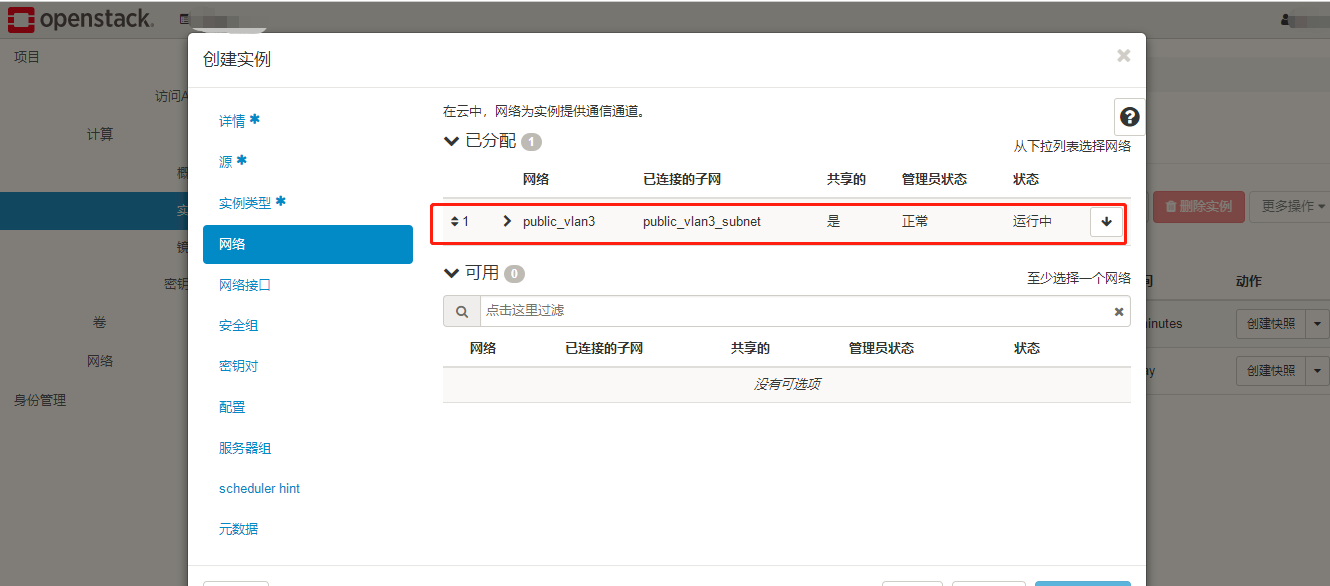 openstack.
项目
访问A
计算
概
实
镜
密钥
卷
网络
身份管理
创建实例
详情 *
源 *
实例类型 *
网络
网络接口
安全组
密钥对
配置
服务器组
scheduler hint
元数据
在云中，网络为实例提供通信通道。
已分配 1
从下拉列表选择网络
网络 已连接的子网 共享的 管理员状态 状态
1 public_vlan3 public_vlan3_subnet 是 正常 运行中
可用 0
至少选择一个网络
点击这里过滤
网络 已连接的子网 共享的 管理员状态 状态
没有可选项
删除实例 更多操作
间 动作
inutes 创建快照
ay 创建快照